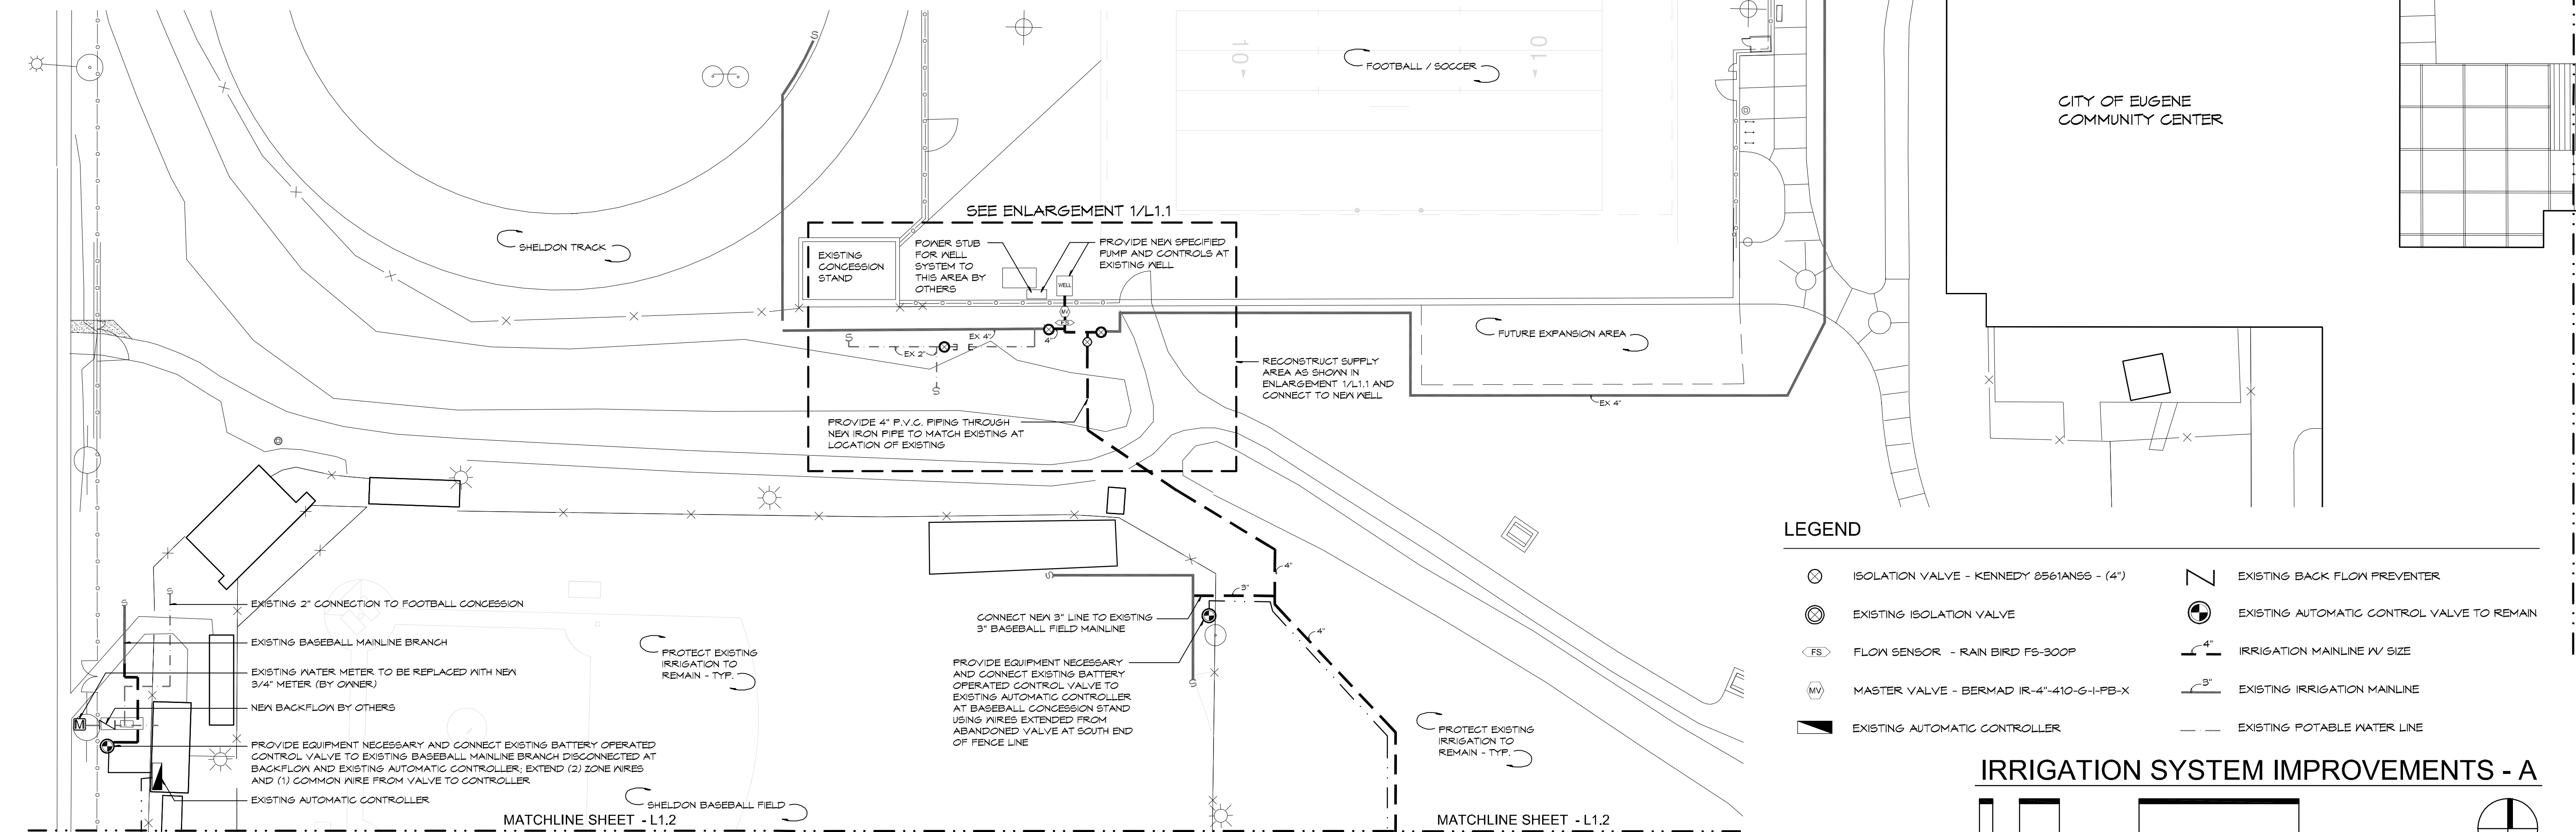 10
10
FOOTBALL / SOCCER
CITY OF EUGENE
COMMUNITY CENTER
S
SEE ENLARGEMENT 1/L1.1
SHELDON TRACK
EXISTING
CONCESSION
STAND
POWER STUB
FOR WELL
SYSTEM TO
THIS AREA BY
OTHERS
PROVIDE NEW SPECIFIED
PUMP AND CONTROLS AT
EXISTING WELL
WELL
MV
FS
S
EX 4"
4"
EX 2"
S
FUTURE EXPANSION AREA
RECONSTRUCT SUPPLY
AREA AS SHOWN IN
ENLARGEMENT 1/L1.1 AND
CONNECT TO NEW WELL
EX 4"
PROVIDE 4" P.V.C. PIPING THROUGH
NEW IRON PIPE TO MATCH EXISTING AT
LOCATION OF EXISTING
4"
S
3"
S
S
EXISTING 2" CONNECTION TO FOOTBALL CONCESSION
EXISTING BASEBALL MAINLINE BRANCH
EXISTING WATER METER TO BE REPLACED WITH NEW
3/4" METER (BY OWNER)
NEW BACKFLOW BY OTHERS
M
PROVIDE EQUIPMENT NECESSARY AND CONNECT EXISTING BATTERY OPERATED
CONTROL VALVE TO EXISTING BASEBALL MAINLINE BRANCH DISCONNECTED AT
BACKFLOW AND EXISTING AUTOMATIC CONTROLLER; EXTEND (2) ZONE WIRES
AND (1) COMMON WIRE FROM VALVE TO CONTROLLER
EXISTING AUTOMATIC CONTROLLER
PROTECT EXISTING
IRRIGATION TO
REMAIN - TYP.
SHELDON BASEBALL FIELD
MATCHLINE SHEET - L1.2
CONNECT NEW 3" LINE TO EXISTING
3" BASEBALL FIELD MAINLINE
PROVIDE EQUIPMENT NECESSARY
AND CONNECT EXISTING BATTERY
OPERATED CONTROL VALVE TO
EXISTING AUTOMATIC CONTROLLER
AT BASEBALL CONCESSION STAND
USING WIRES EXTENDED FROM
ABANDONED VALVE AT SOUTH END
OF FENCE LINE
4"
S
PROTECT EXISTING
IRRIGATION TO
REMAIN - TYP.
MATCHLINE SHEET - L1.2
LEGEND
ISOLATION VALVE - KENNEDY 8561ANSS - (4")
EXISTING ISOLATION VALVE
FS
FLOW SENSOR - RAIN BIRD FS-300P
MV
MASTER VALVE - BERMAD IR-4"-410-G-I-PB-X
EXISTING AUTOMATIC CONTROLLER
EXISTING BACK FLOW PREVENTER
EXISTING AUTOMATIC CONTROL VALVE TO REMAIN
4"
IRRIGATION MAINLINE W/ SIZE
3"
EXISTING IRRIGATION MAINLINE
EXISTING POTABLE WATER LINE
IRRIGATION SYSTEM IMPROVEMENTS - A